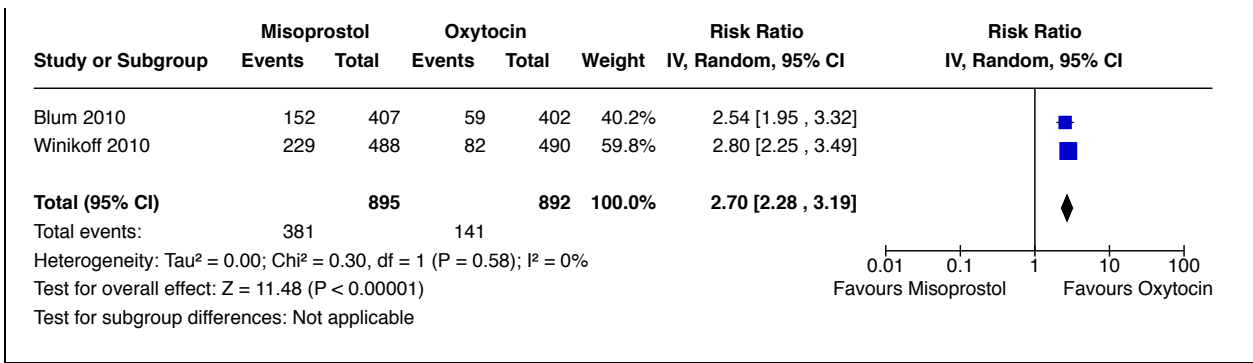 Misoprostol Oxytocin Risk Ratio Risk Ratio
Study or Subgroup Events Total Events Total Weight IV, Random, 95% CI IV, Random, 95% CI
Blum 2010 152 407 59 402 40.2% 2.54 [1.95 , 3.32]
Winikoff 2010 229 488 82 490 59.8% 2.80 [2.25 , 3.49]
Total (95% CI) 895 892 100.0% 2.70 [2.28 , 3.19]
Total events: 381 141
Heterogeneity: Tau² = 0.00; Chi² = 0.30, df = 1 (P = 0.58); I² = 0%
0.01 0.1 1 10 100
Test for overall effect: Z = 11.48 (P < 0.00001)
Favours Misoprostol Favours Oxytocin
Test for subgroup differences: Not applicable